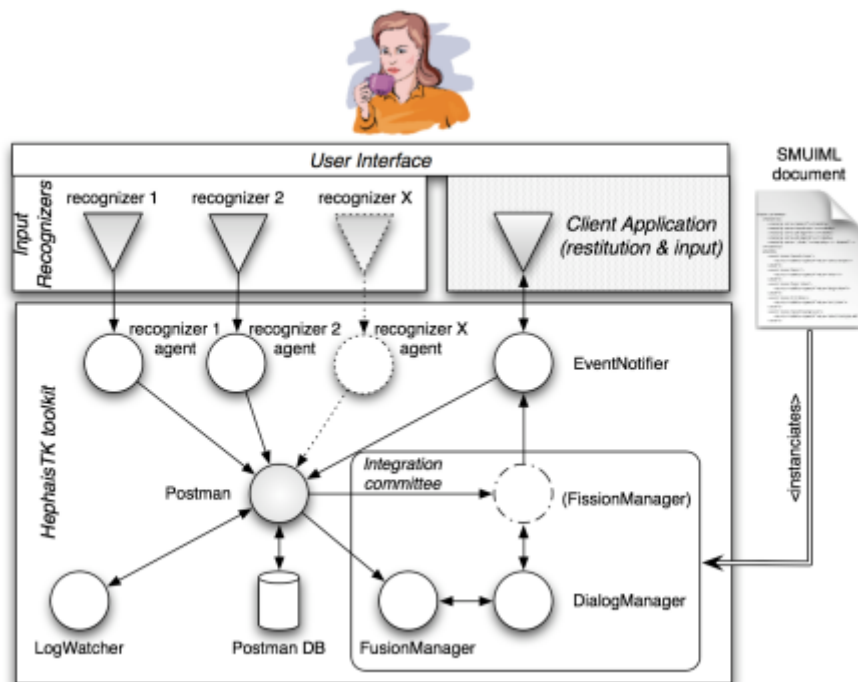 User Interface
SMUIML
document
Input
Recognizers
recognizer 1
recognizer 2
recognizer X
Client Application
(restitution & input)
HephaisTK toolkit
recognizer 1
agent
recognizer 2
agent
recognizer X
agent
EventNotifier
<instanciates>
Postman
Integration
committee
(FissionManager)
LogWatcher
Postman DB
FusionManager
DialogManager